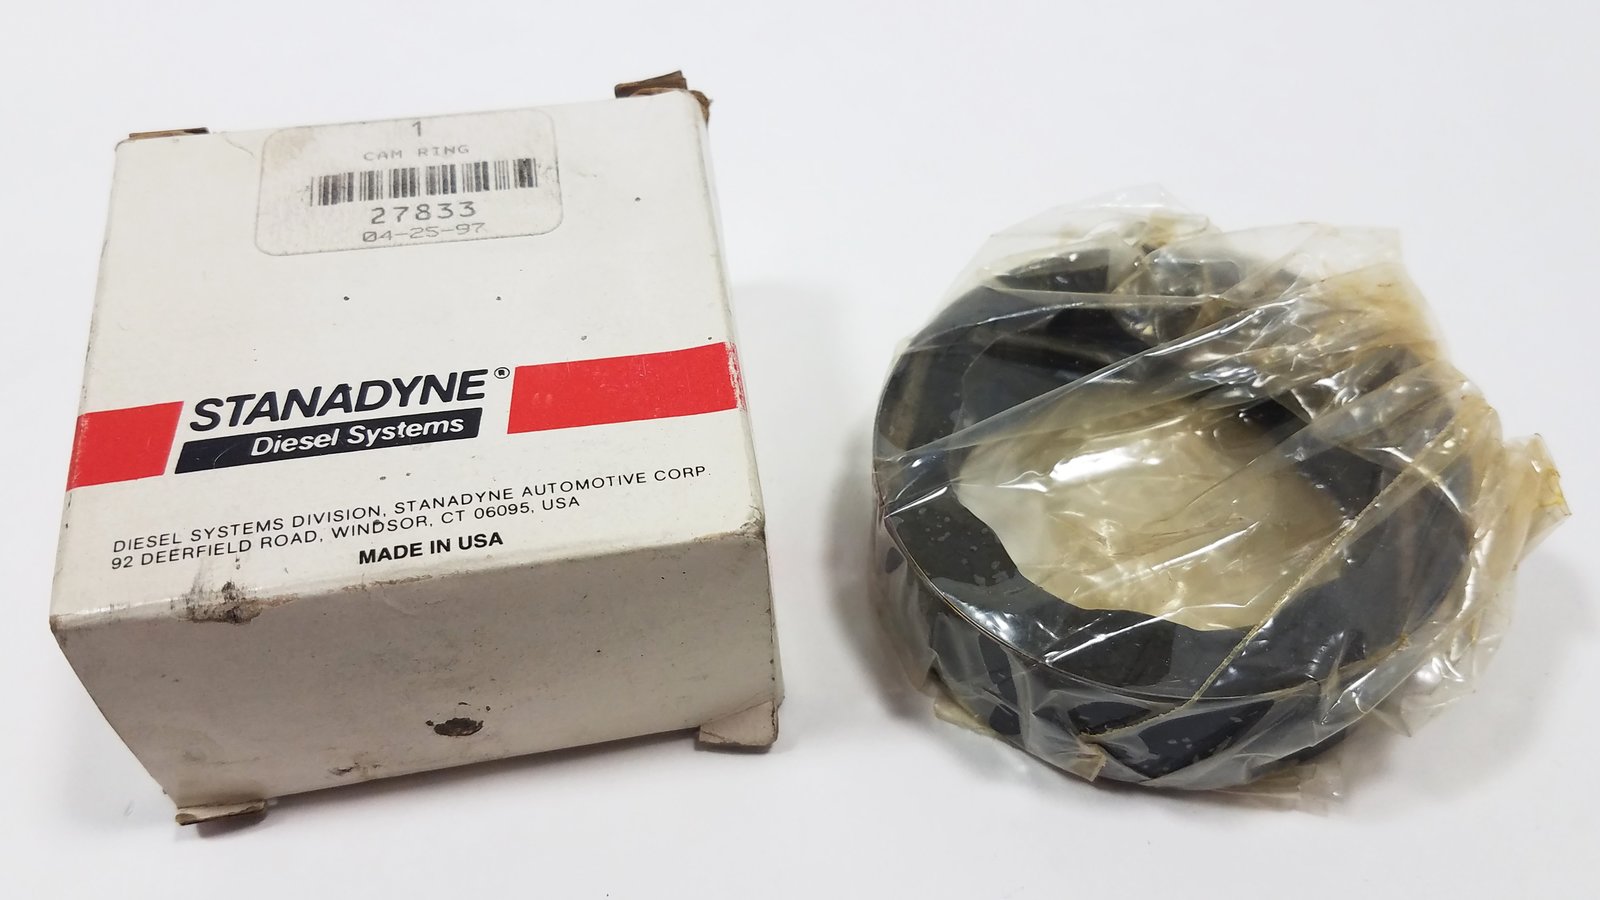 1
CAM RING
27833
04-25-97
STANADYNE®
Diesel Systems
DIESEL SYSTEMS DIVISION, STANADYNE AUTOMOTIVE CORP.
92 DEERFIELD ROAD, WINDSOR, CT 06095, USA
MADE IN USA